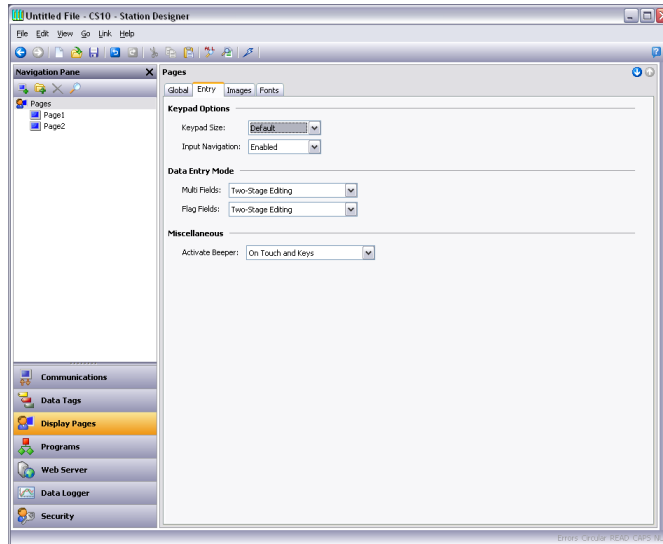 Untitled File - CS10 - Station Designer
File Edit View Go Link Help
Navigation Pane
Pages
Page1
Page2
Communications
Data Tags
Display Pages
Programs
Web Server
Data Logger
Security
Pages
Global Entry Images Fonts
Keypad Options
Keypad Size: Default
Input Navigation: Enabled
Data Entry Mode
Multi Fields: Two-Stage Editing
Flag Fields: Two-Stage Editing
Miscellaneous
Activate Beeper: On Touch and Keys
Errors Circular READ CAPS